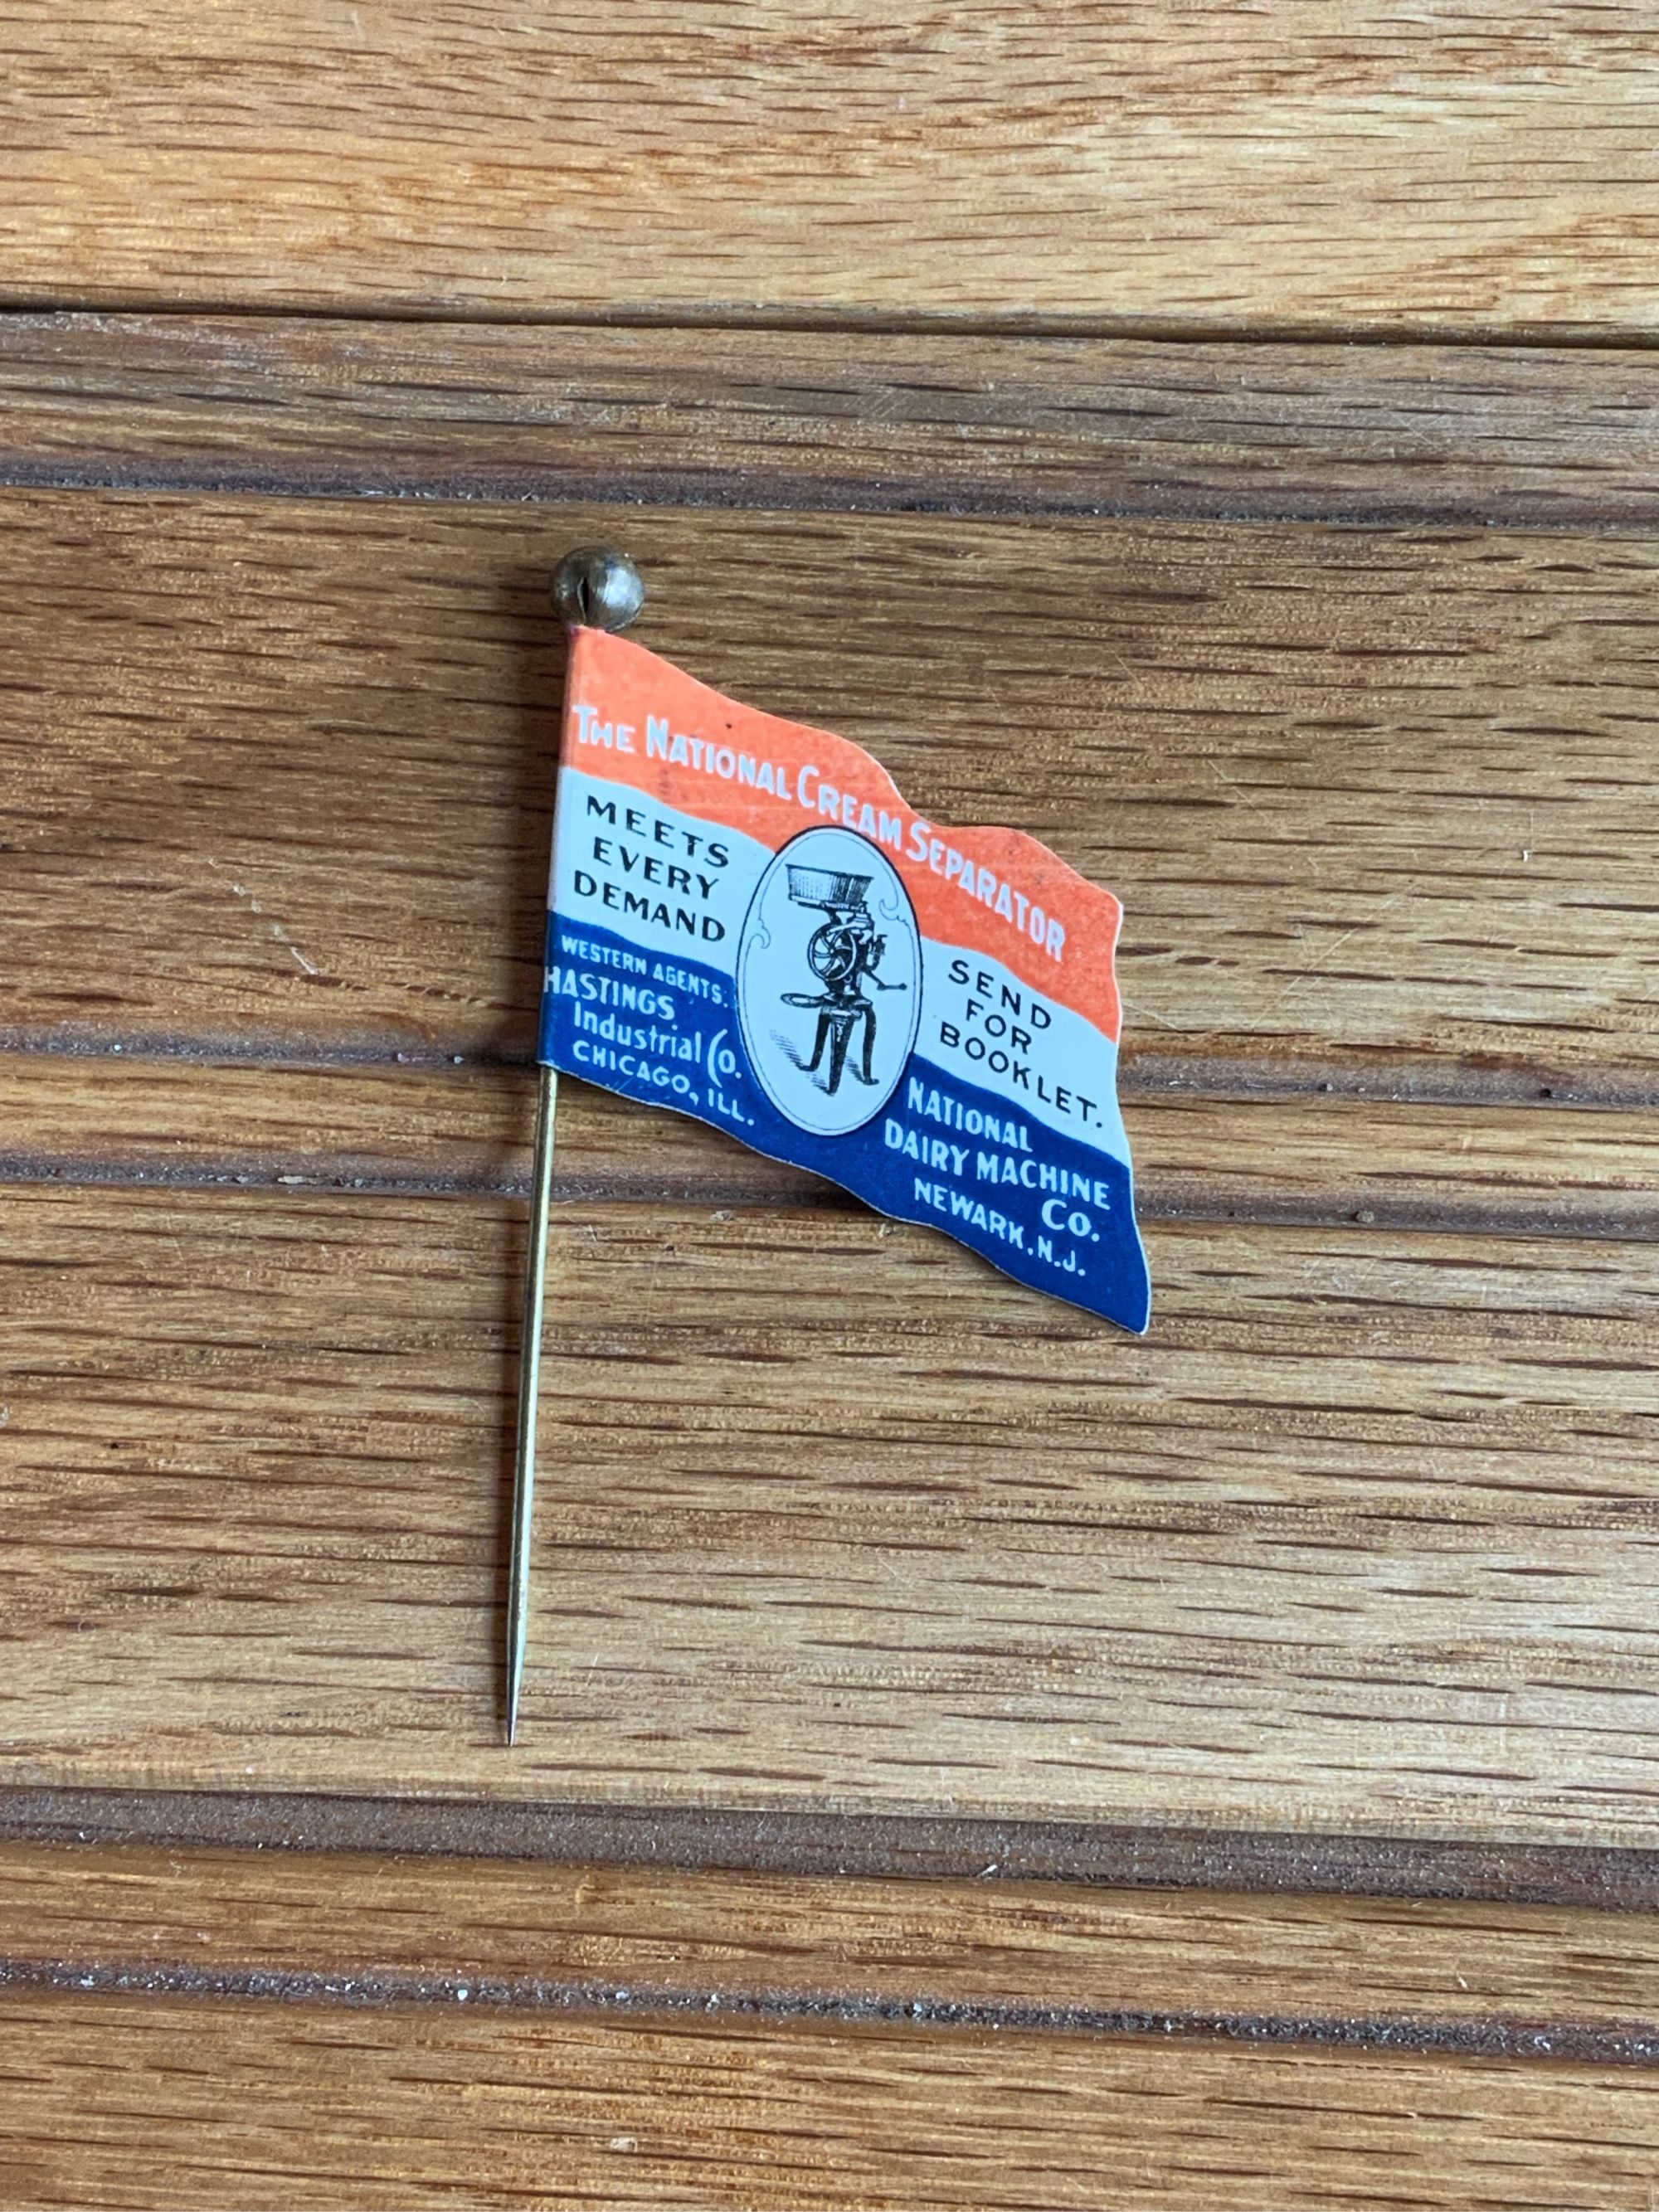 THE NATIONAL CREAM SEPARATOR
MEETS
EVERY
DEMAND
WESTERN AGENTS.
HASTINGS
Industrial Co.
CHICAGO, ILL.
SEND
FOR
BOOKLET.
NATIONAL
DAIRY MACHINE
Co.
NEWARK. N.J.